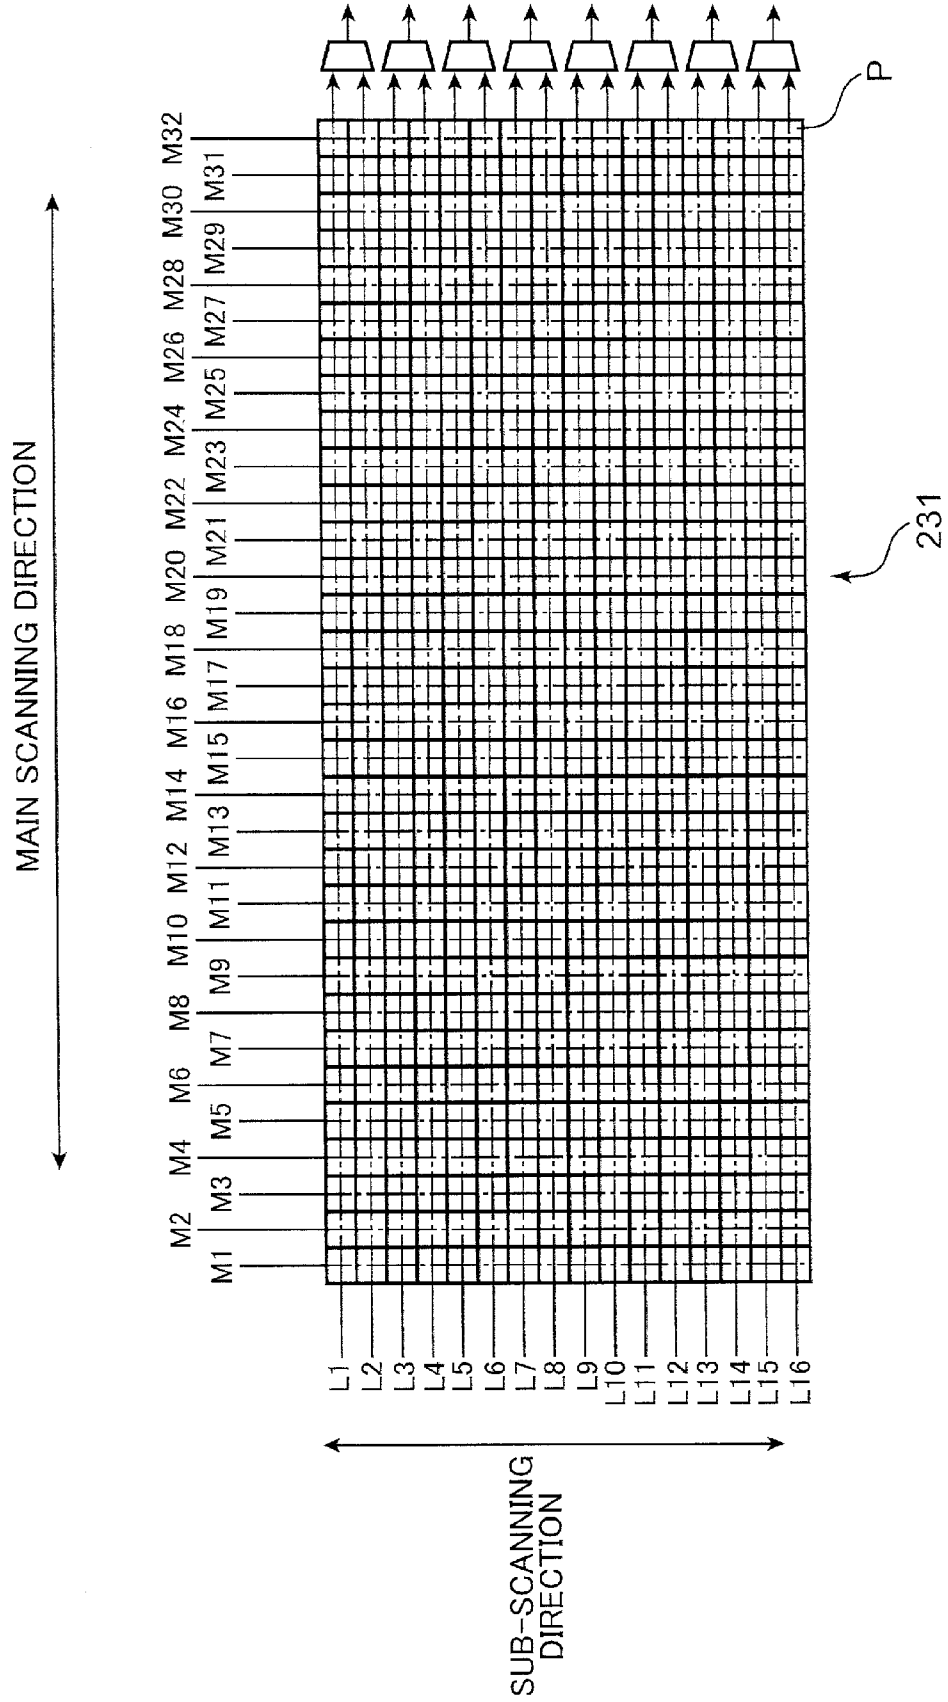 MAIN SCANNING DIRECTION
M1
M2
M3
M4
M5
M6
M7
M8
M9
M10
M11
M12
M13
M14
M15
M16
M17
M18
M19
M20
M21
M22
M23
M24
M25
M26
M27
M28
M29
M30
M31
M32
L1
L2
L3
L4
L5
L6
L7
L8
L9
L10
L11
L12
L13
L14
L15
L16
SUB-SCANNING
DIRECTION
231
P